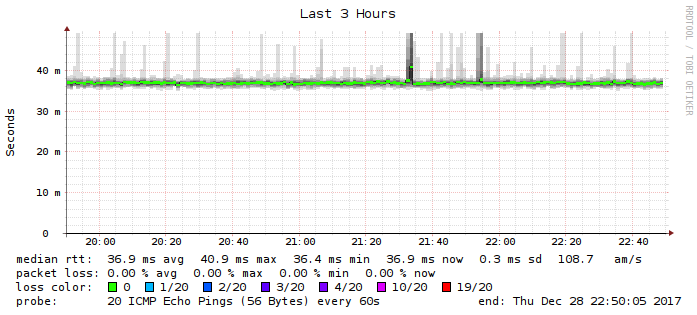 Last 3 Hours
RRDTOOL / TOBI OETIKER
Seconds
40 m
30 m
20 m
10 m
0
20:00 20:20 20:40 21:00 21:20 21:40 22:00 22:20 22:40
median rtt: 36.9 ms avg 40.9 ms max 36.4 ms min 36.9 ms now 0.3 ms sd 108.7 am/s
packet loss: 0.00 % avg 0.00 % max 0.00 % min 0.00 % now
loss color: 0 1/20 2/20 3/20 4/20 10/20 19/20
probe: 20 ICMP Echo Pings (56 Bytes) every 60s end: Thu Dec 28 22:50:05 2017